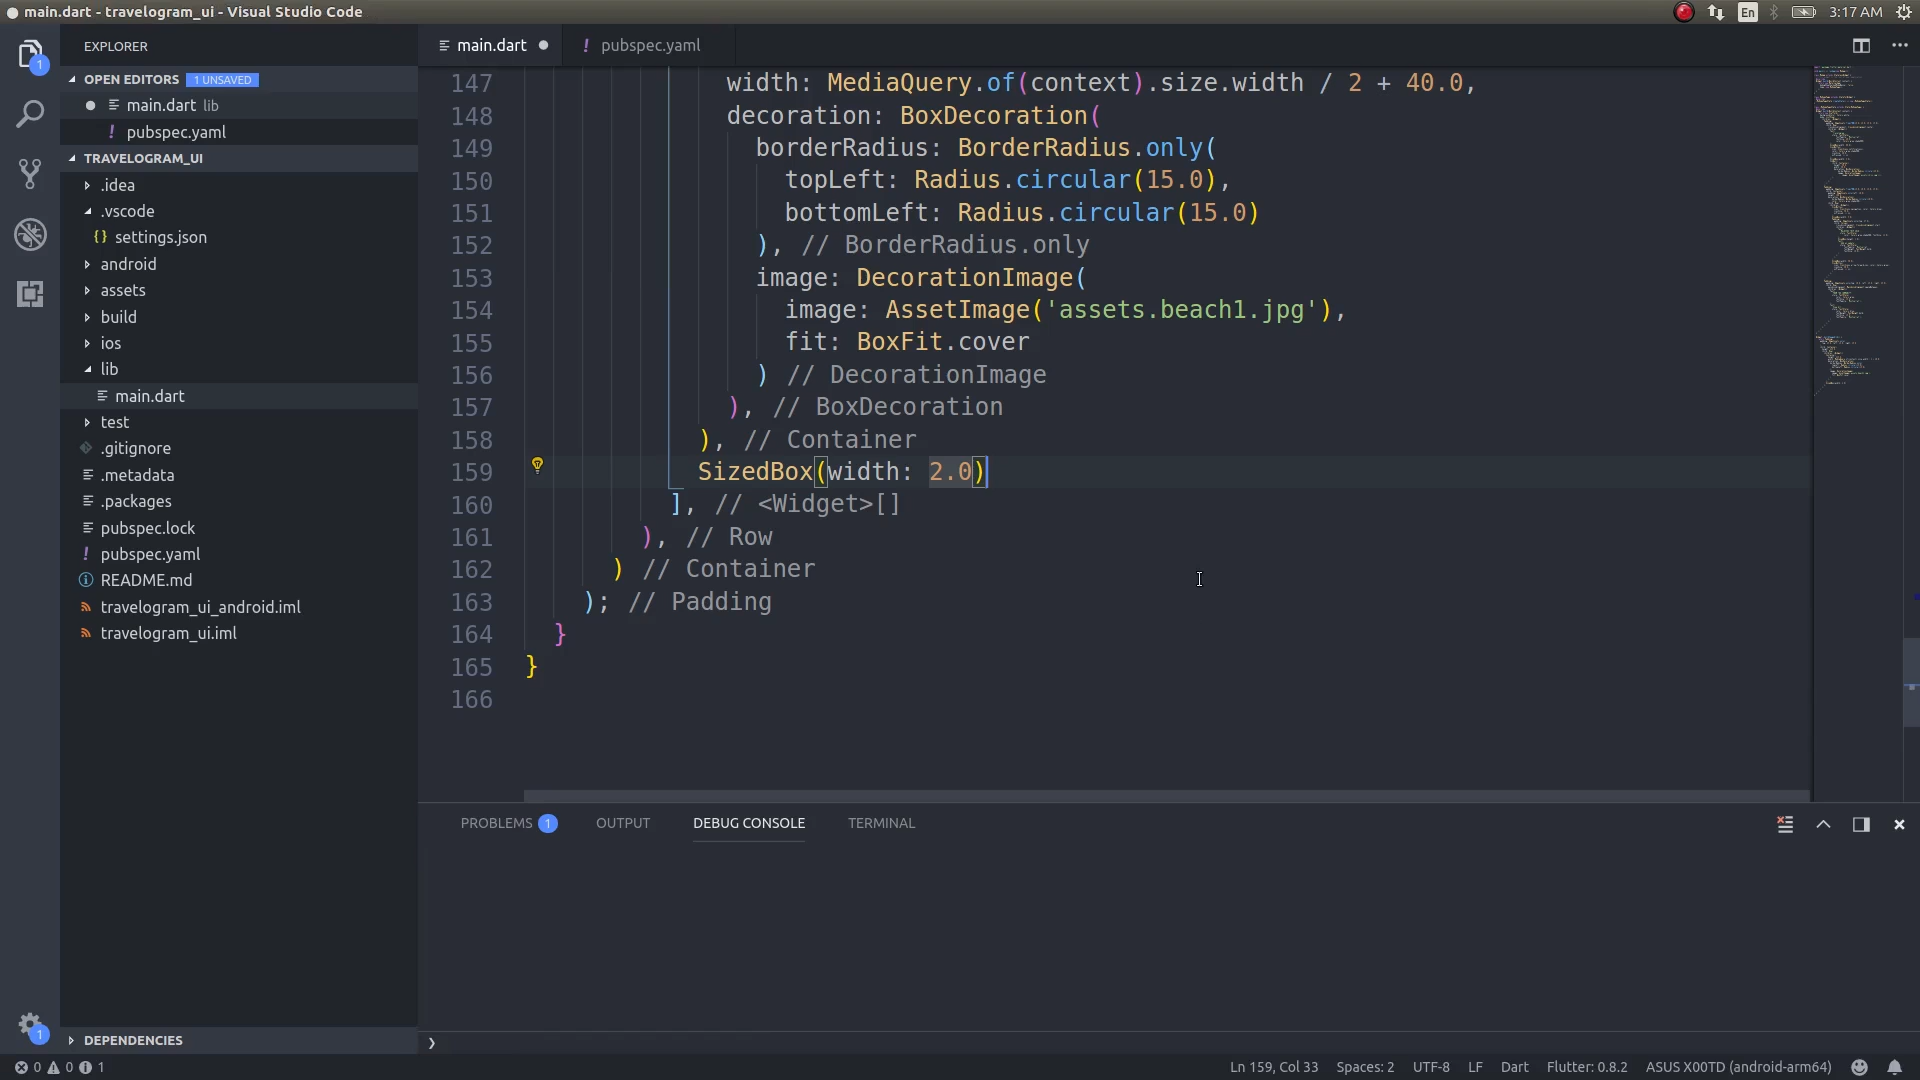 main.dart - travelogram_ui - Visual Studio Code
En
3:17 AM
EXPLORER
OPEN EDITORS 1 UNSAVED
main.dart lib
pubspec.yaml
TRAVELOGRAM_UI
.idea
.vscode
settings.json
android
assets
build
ios
lib
main.dart
test
.gitignore
.metadata
.packages
pubspec.lock
pubspec.yaml
README.md
travelogram_ui_android.iml
travelogram_ui.iml
DEPENDENCIES
1
1
main.dart
! pubspec.yaml
147 width: MediaQuery.of(context).size.width / 2 + 40.0,
148 decoration: BoxDecoration(
149 borderRadius: BorderRadius.only(
150 topLeft: Radius.circular(15.0),
151 bottomLeft: Radius.circular(15.0)
152 ), // BorderRadius.only
153 image: DecorationImage(
154 image: AssetImage('assets.beach1.jpg'),
155 fit: BoxFit.cover
156 ) // DecorationImage
157 ), // BoxDecoration
158 ), // Container
159 SizedBox(width: 2.0)
160 ], // <Widget>[]
161 ), // Row
162 ) // Container
163 ); // Padding
164 }
165 }
166
PROBLEMS 1 OUTPUT DEBUG CONSOLE TERMINAL
0 0 1
Ln 159, Col 33 Spaces: 2 UTF-8 LF Dart Flutter: 0.8.2 ASUS X00TD (android-arm64)